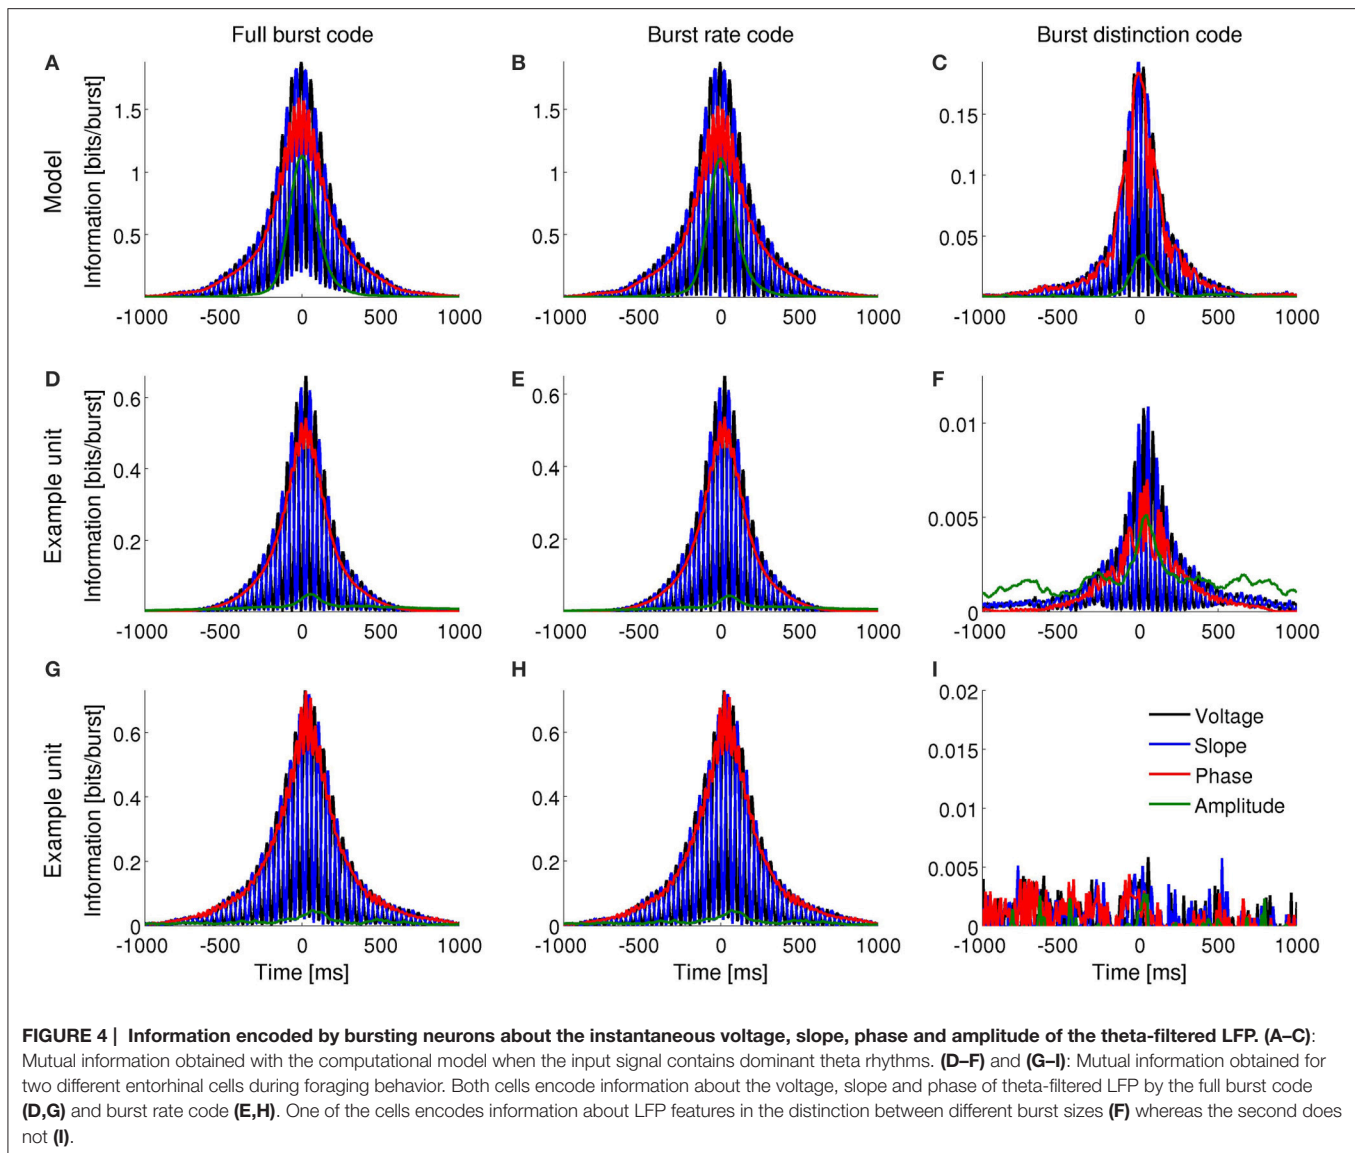 Full burst code
Burst rate code
Burst distinction code
A
B
C
Model
Information [bits/burst]
1.5
1
0.5
1.5
1
0.5
0.15
0.1
0.05
-1000 -500 0 500 1000
-1000 -500 0 500 1000
-1000 -500 0 500 1000
D
E
F
Example unit
Information [bits/burst]
0.6
0.4
0.2
0.6
0.4
0.2
0.01
0.005
0
-1000 -500 0 500 1000
-1000 -500 0 500 1000
-1000 -500 0 500 1000
G
H
I
Example unit
Information [bits/burst]
0.6
0.4
0.2
0
0.6
0.4
0.2
0
0.020
0.015
0.010
0.005
0
Voltage
Slope
Phase
Amplitude
-1000 -500 0 500 1000
-1000 -500 0 500 1000
-1000 -500 0 500 1000
Time [ms]
Time [ms]
Time [ms]
FIGURE 4 | Information encoded by bursting neurons about the instantaneous voltage, slope, phase and amplitude of the theta-filtered LFP. (A–C):
Mutual information obtained with the computational model when the input signal contains dominant theta rhythms. (D–F) and (G–I): Mutual information obtained for
two different entorhinal cells during foraging behavior. Both cells encode information about the voltage, slope and phase of theta-filtered LFP by the full burst code
(D,G) and burst rate code (E,H). One of the cells encodes information about LFP features in the distinction between different burst sizes (F) whereas the second does
not (I).